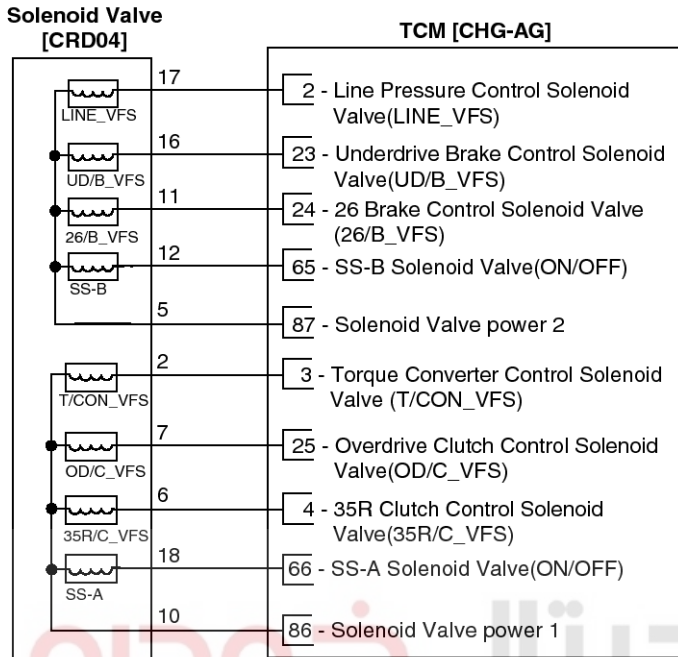 Solenoid Valve
[CRD04]
TCM [CHG-AG]
17
LINE_VFS
2 - Line Pressure Control Solenoid
Valve(LINE_VFS)
16
UD/B_VFS
23 - Underdrive Brake Control Solenoid
Valve(UD/B_VFS)
11
26/B_VFS
24 - 26 Brake Control Solenoid Valve
(26/B_VFS)
12
SS-B
65 - SS-B Solenoid Valve(ON/OFF)
5
87 - Solenoid Valve power 2
2
T/CON_VFS
3 - Torque Converter Control Solenoid
Valve (T/CON_VFS)
7
OD/C_VFS
25 - Overdrive Clutch Control Solenoid
Valve(OD/C_VFS)
6
35R/C_VFS
4 - 35R Clutch Control Solenoid
Valve(35R/C_VFS)
18
SS-A
66 - SS-A Solenoid Valve(ON/OFF)
10
86 - Solenoid Valve power 1